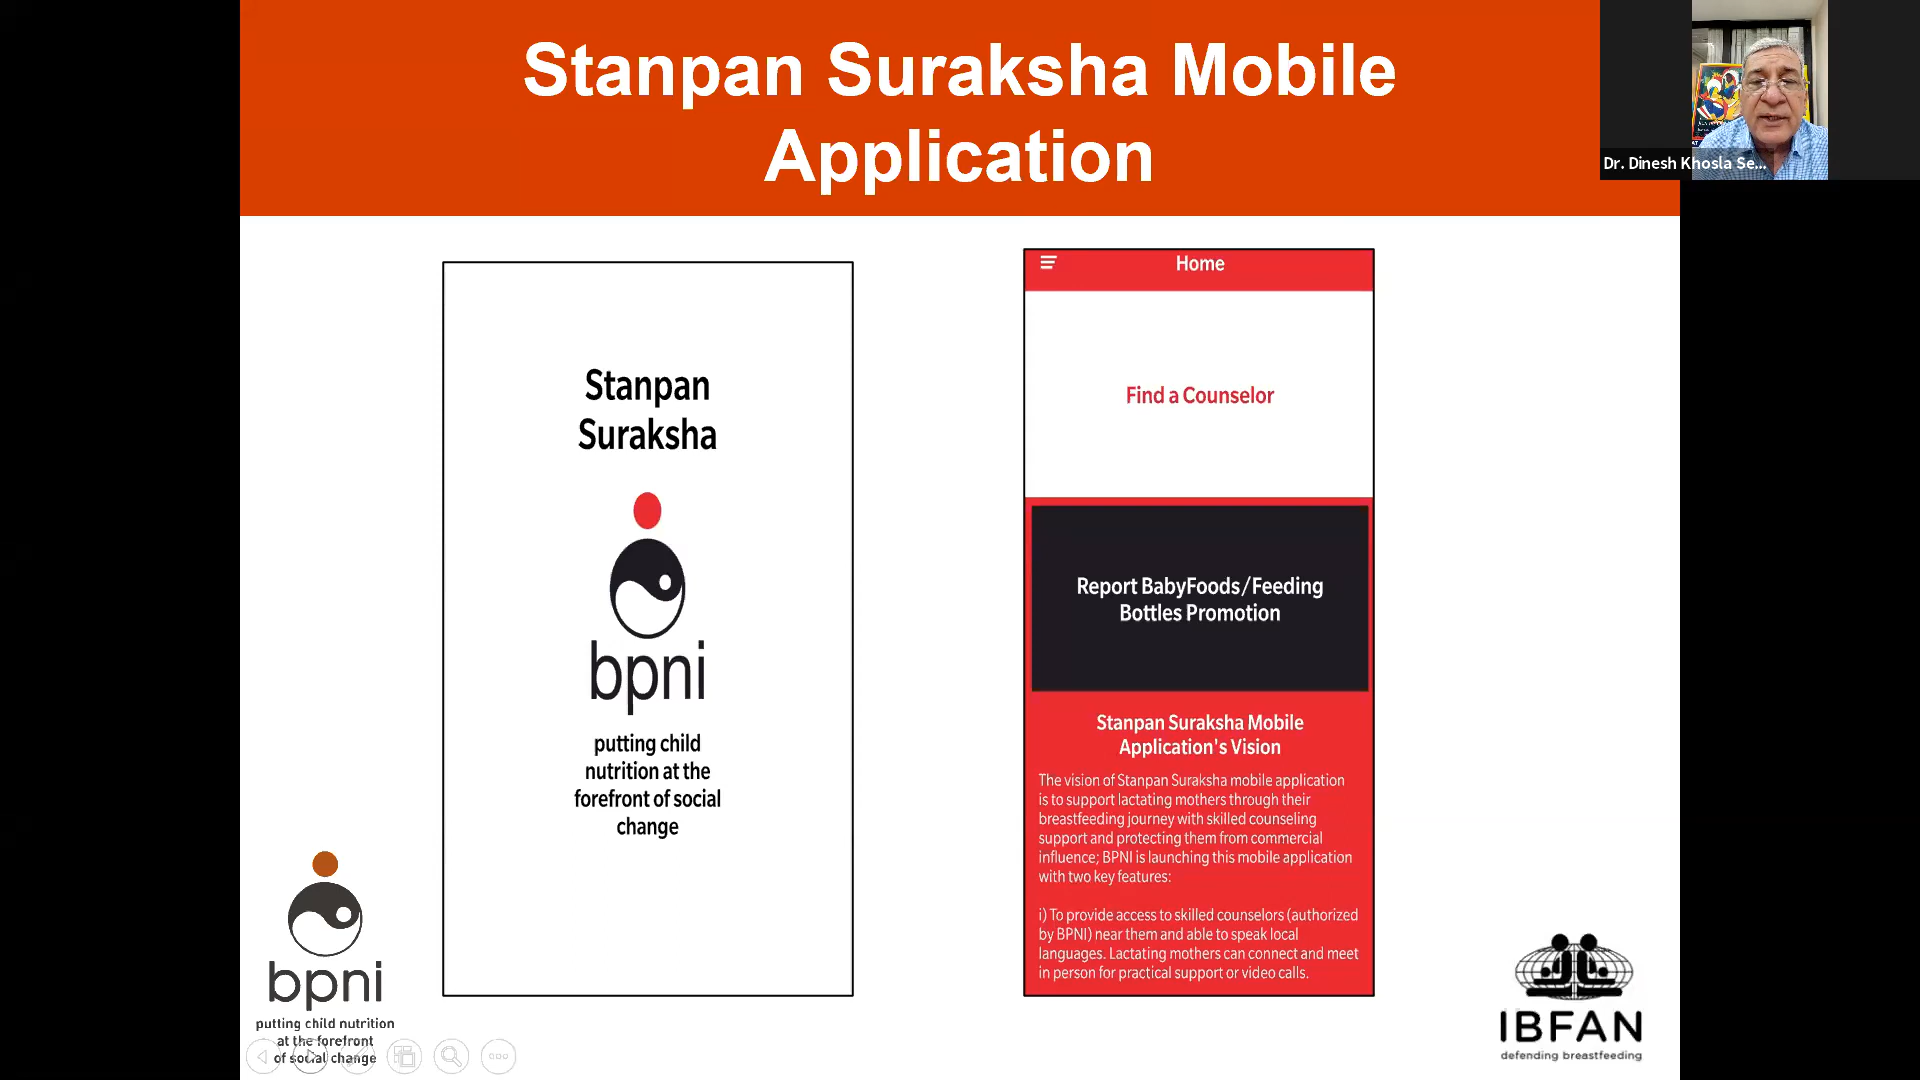 Stanpan Suraksha Mobile
Application
Dr. Dinesh Khosla Se...
Stanpan
Suraksha
bpni
putting child
nutrition at the
forefront of social
change
Home
Find a Counselor
Report BabyFoods/Feeding
Bottles Promotion
Stanpan Suraksha Mobile
Application's Vision
The vision of Stanpan Suraksha mobile application
is to support lactating mothers through their
breastfeeding journey with skilled counseling
support and protecting them from commercial
influence; BPNI is launching this mobile application
with two key features:
i) To provide access to skilled counselors (authorized
by BPNI) near them and able to speak local
languages. Lactating mothers can connect and meet
in person for practical support or video calls.
bpni
putting child nutrition
at the forefront
of social change
IBFAN
defending breastfeeding